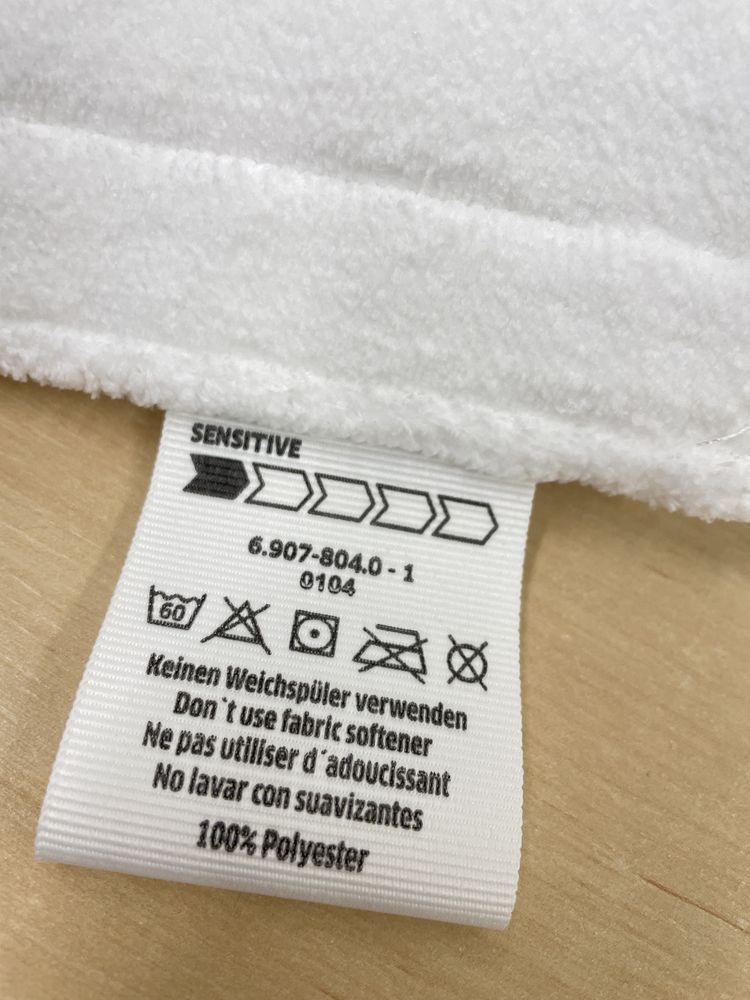 SENSITIVE
6.907-804.0 - 1
0104
60
Keinen Weichspüler verwenden
Don`t use fabric softener
Ne pas utiliser d´adoucissant
No lavar con suavizantes
100% Polyester